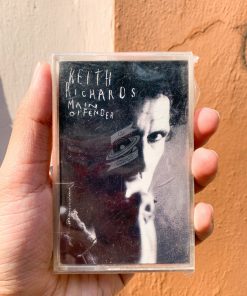 KEITH
RICHARDS
MAIN
OFFENDER